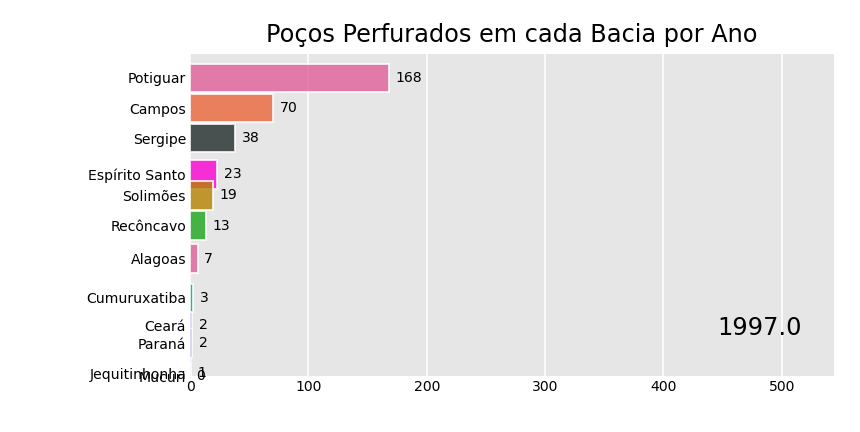 Poços Perfurados em cada Bacia por Ano
Potiguar 168
Campos 70
Sergipe 38
Espírito Santo 23
Solimões 19
Recôncavo 13
Alagoas 7
Cumuruxatiba 3
Ceará 2
1997.0
Paraná 2
Jequitinhonha 1
Mucuri 0
0 100 200 300 400 500